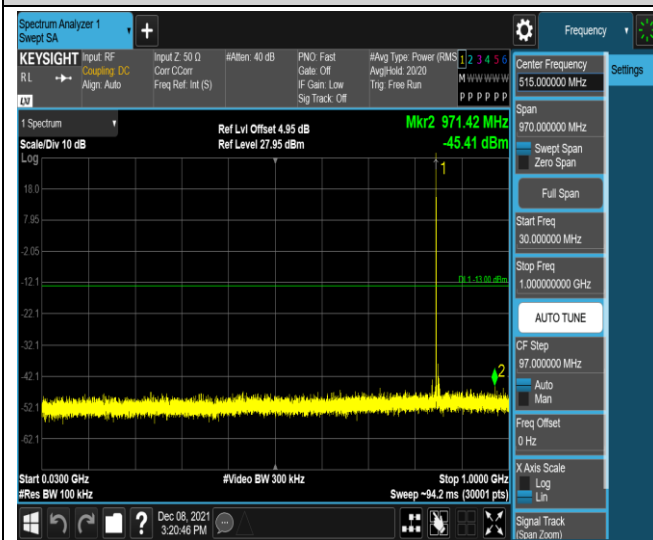 Spectrum Analyzer 1
Swept SA
Frequency
KEYSIGHT
RL
LXI
Input: RF
Coupling: DC
Align: Auto
Input Z: 50 Ω
Corr CCorr
Freq Ref: Int (S)
#Atten: 40 dB
PNO: Fast
Gate: Off
IF Gain: Low
Sig Track: Off
#Avg Type: Power (RMS
Avg|Hold: 20/20
Trig: Free Run
1 2 3 4 5 6
M W W W W W
P P P P P P
1 Spectrum
Scale/Div 10 dB
Ref Lvl Offset 4.95 dB
Ref Level 27.95 dBm
Mkr2 971.42 MHz
-45.41 dBm
Log
1
18.0
7.95
-2.05
-12.1
DL1 -13.00 dBm
-22.1
-32.1
-42.1
2
-52.1
-62.1
Start 0.0300 GHz
#Video BW 300 kHz
Stop 1.0000 GHz
#Res BW 100 kHz
Sweep ~94.2 ms (30001 pts)
Dec 08, 2021
3:20:46 PM
Center Frequency
515.000000 MHz
Settings
Span
970.000000 MHz
Swept Span
Zero Span
Full Span
Start Freq
30.000000 MHz
Stop Freq
1.000000000 GHz
AUTO TUNE
CF Step
97.000000 MHz
Auto
Man
Freq Offset
0 Hz
X Axis Scale
Log
Lin
Signal Track
(Span Zoom)